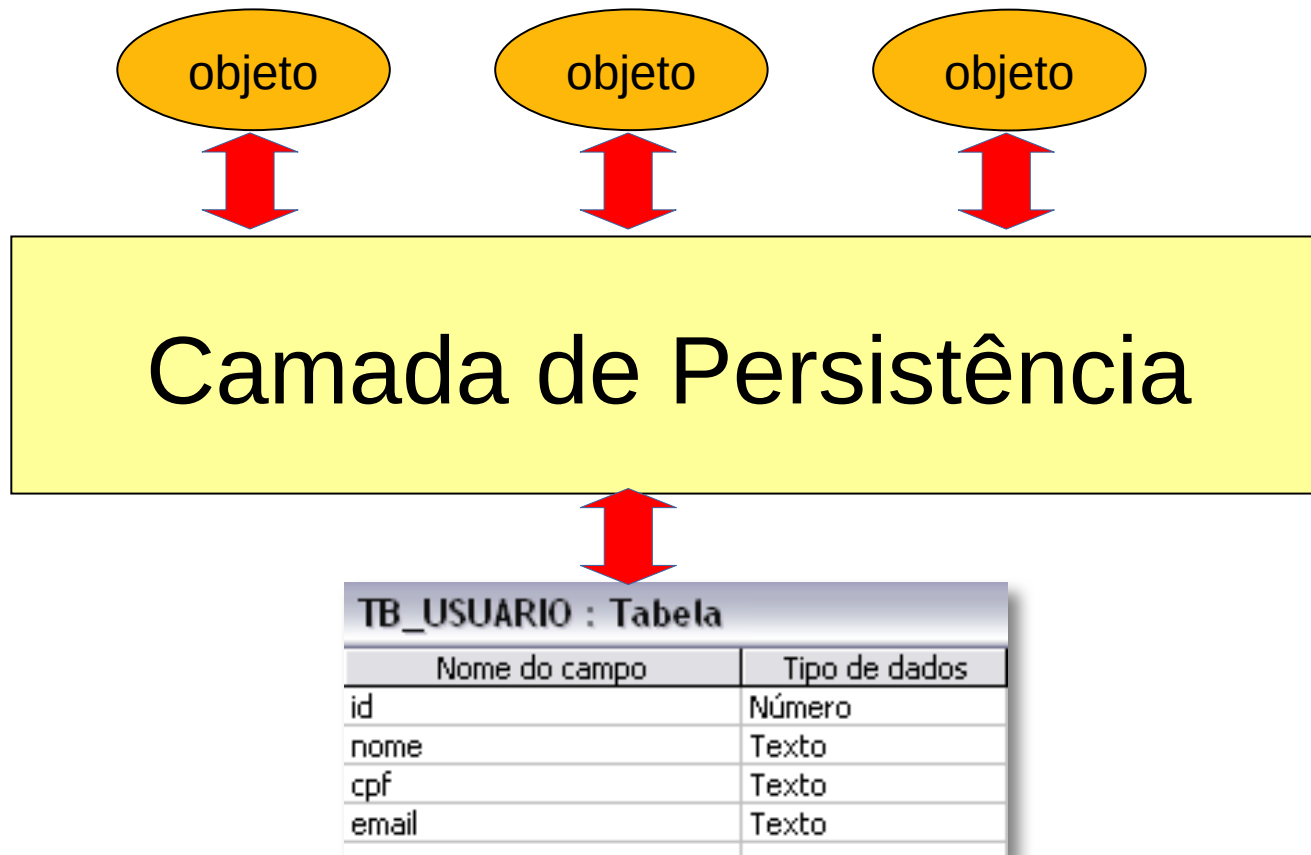 objeto objeto objeto
Camada de Persistência
TB_USUARIO : Tabela
Nome do campo Tipo de dados
id Número
nome Texto
cpf Texto
email Texto